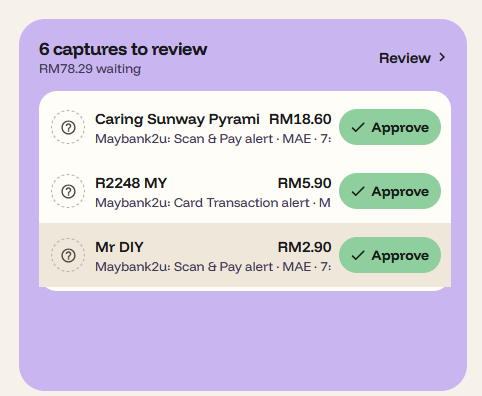 6 captures to review
RM78.29 waiting
Review
Caring Sunway Pyrami RM18.60
Maybank2u: Scan & Pay alert · MAE · 7:
Approve
R2248 MY RM5.90
Maybank2u: Card Transaction alert · M
Approve
Mr DIY RM2.90
Maybank2u: Scan & Pay alert · MAE · 7:
Approve